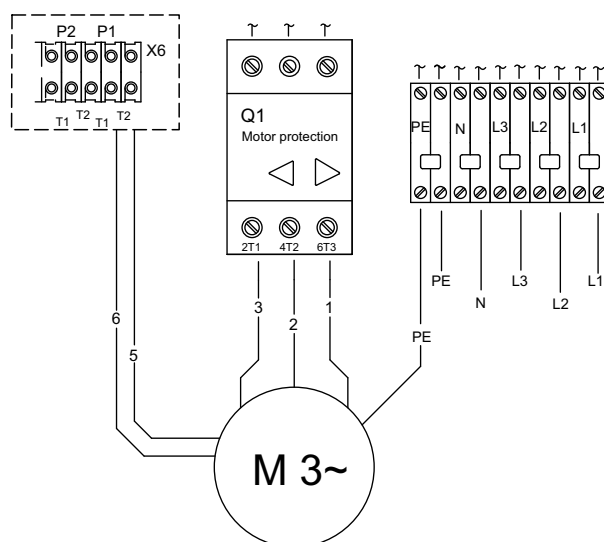 P2 P1
X6
T1 T2 T1 T2
Q1
Motor protection
2T1 4T2 6T3
PE N L3 L2 L1
PE N L3 L2 L1
6 5
3 2 1
PE
M 3~